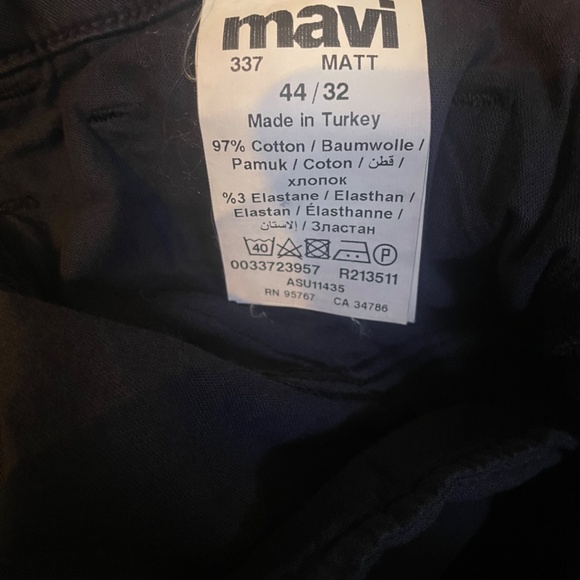 mavi
337 MATT
44 / 32
Made in Turkey
97% Cotton / Baumwolle /
Pamuk / Coton / قطن /
хлопок
%3 Elastane / Elasthan /
Elastan / Élasthanne /
الاستان / Зластан
40 P
0033723957 R213511
ASU11435
RN 95767 CA 34786